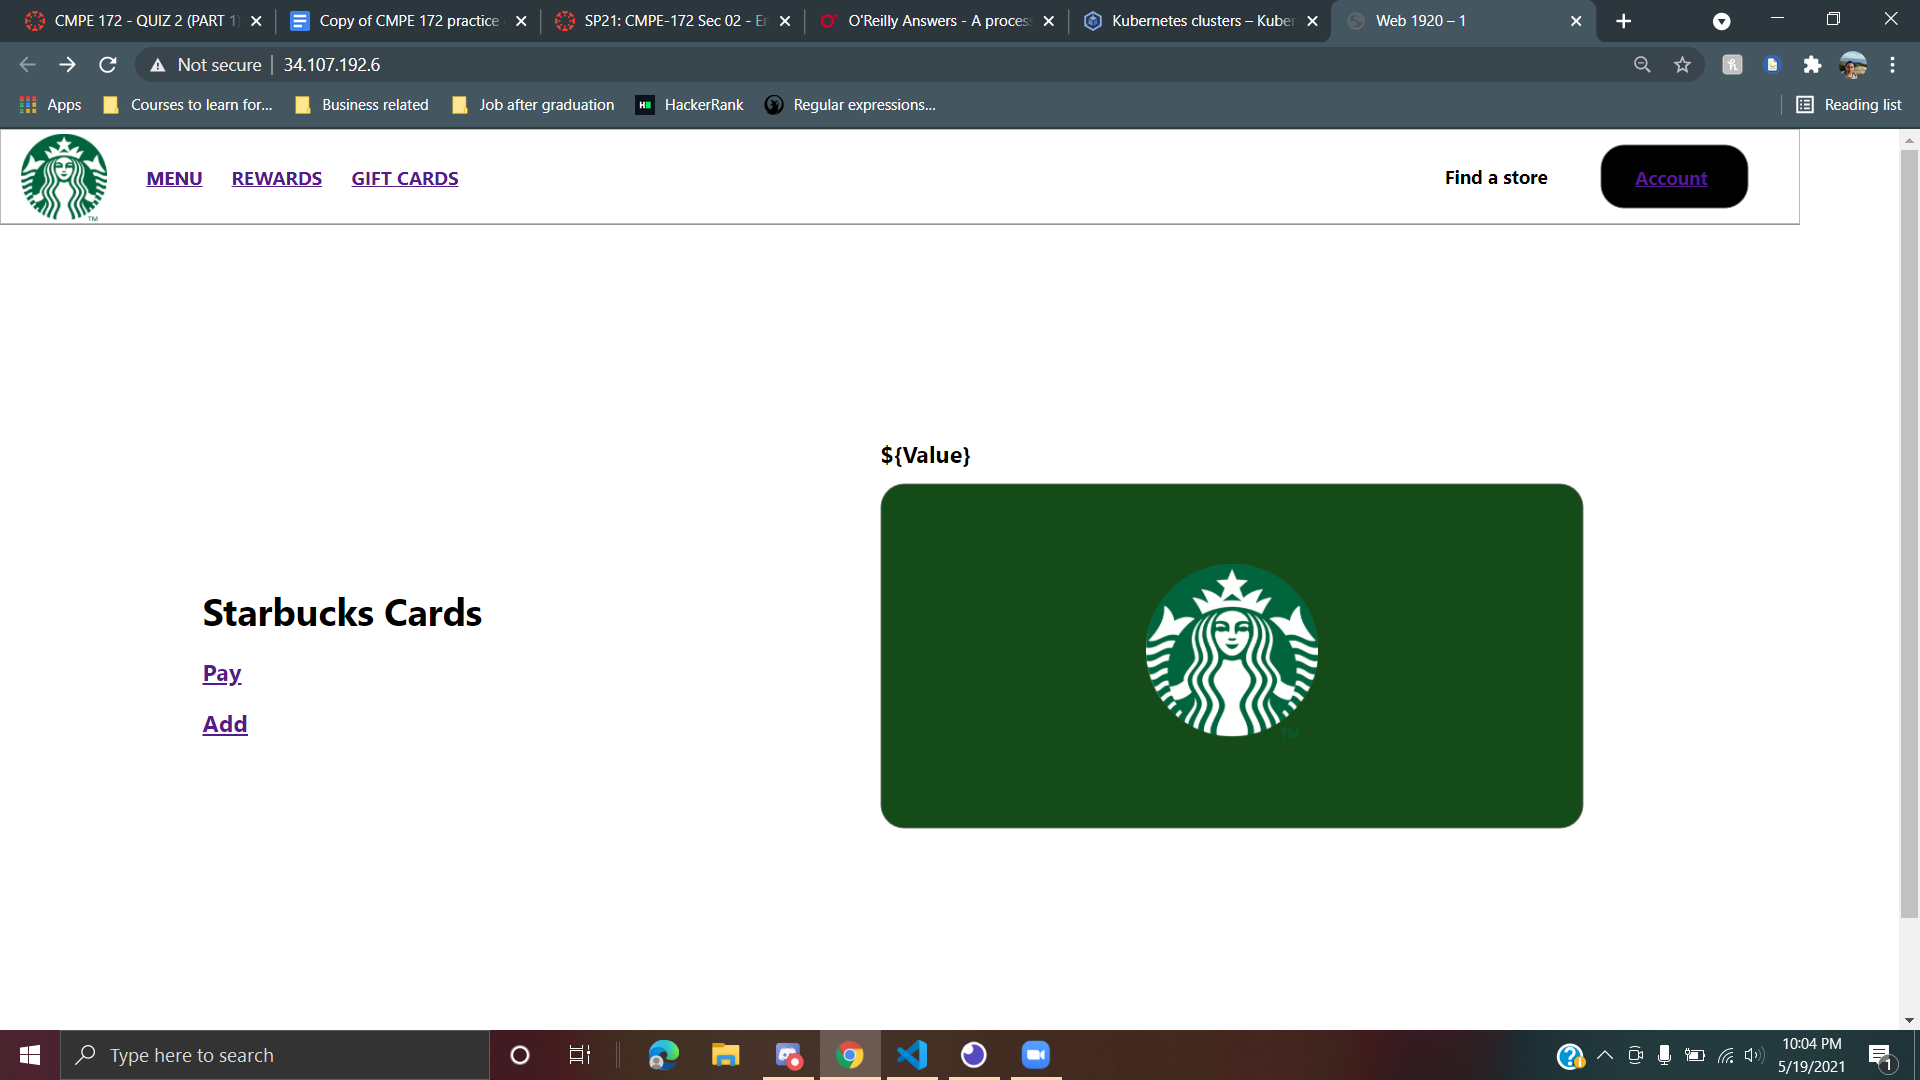 CMPE 172 - QUIZ 2 (PART 1)
Copy of CMPE 172 practice
SP21: CMPE-172 Sec 02 - En
O'Reilly Answers - A process
Kubernetes clusters – Kuber
Web 1920 – 1
Not secure
34.107.192.6
Apps
Courses to learn for...
Business related
Job after graduation
HackerRank
Regular expressions...
Reading list
MENU
REWARDS
GIFT CARDS
Find a store
Account
${Value}
Starbucks Cards
Pay
Add
TM
Type here to search
10:04 PM
5/19/2021
1